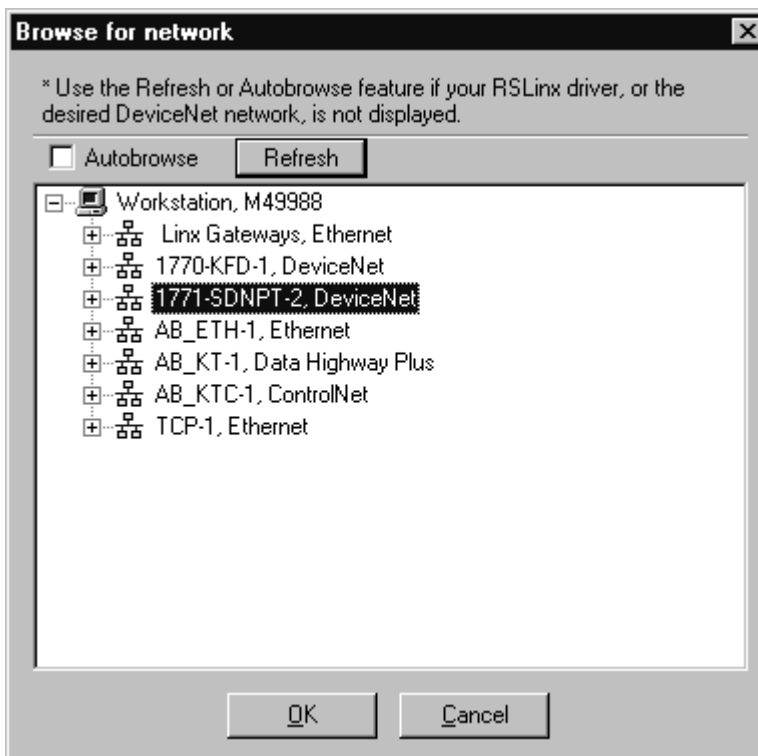 Browse for network
* Use the Refresh or Autobrowse feature if your RSLinx driver, or the
desired DeviceNet network, is not displayed.
Autobrowse Refresh
Workstation, M49988
Linx Gateways, Ethernet
1770-KFD-1, DeviceNet
1771-SDNPT-2, DeviceNet
AB_ETH-1, Ethernet
AB_KT-1, Data Highway Plus
AB_KTC-1, ControlNet
TCP-1, Ethernet
OK Cancel